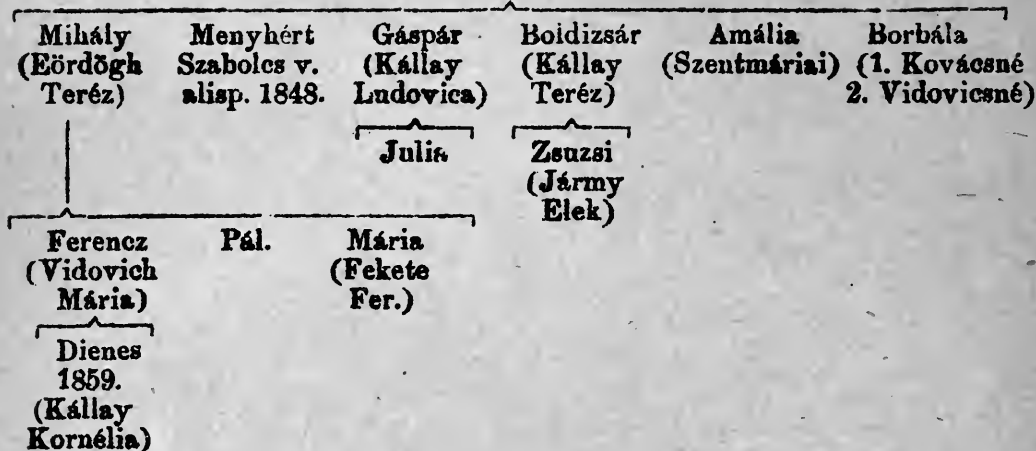 Mihály Menyhért Gáspár Boldizsár Amália Borbála
(Eördögh Szabolcs v. (Kállay (Kállay (Szentmáriai) (1. Kovácsné
Teréz) alisp. 1848. Ludovica) Teréz) 2. Vidovicsné)
Julia Zsuzsi
(Jármy
Elek)
Ferencz Pál. Mária
(Vidovich (Fekete
Mária) Fer.)
Dienes
1859.
(Kállay
Kornélia)